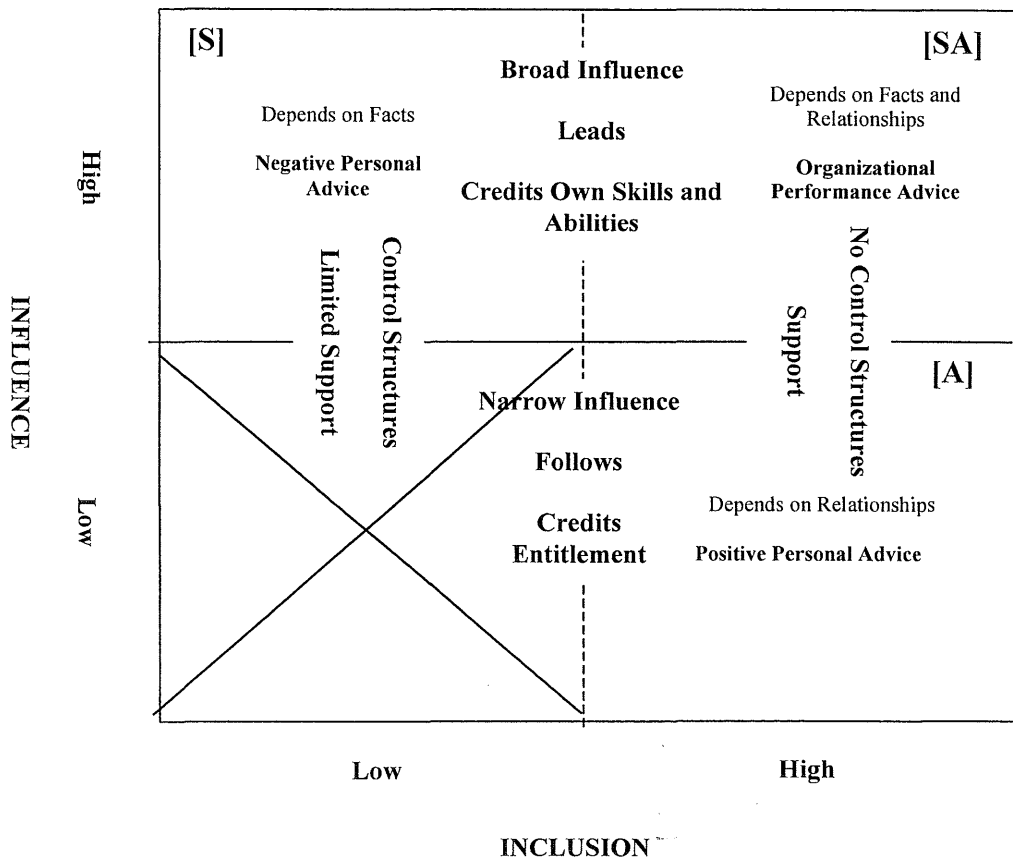 [S]
[SA]
Broad Influence
Depends on Facts and
Relationships
Depends on Facts
Leads
Negative Personal
Advice
Organizational
Performance Advice
High
Credits Own Skills and
Abilities
Limited Support
Control Structures
No Control Structures
Support
INFLUENCE
[A]
Narrow Influence
Follows
Low
Depends on Relationships
Credits
Entitlement
Positive Personal Advice
Low
High
INCLUSION